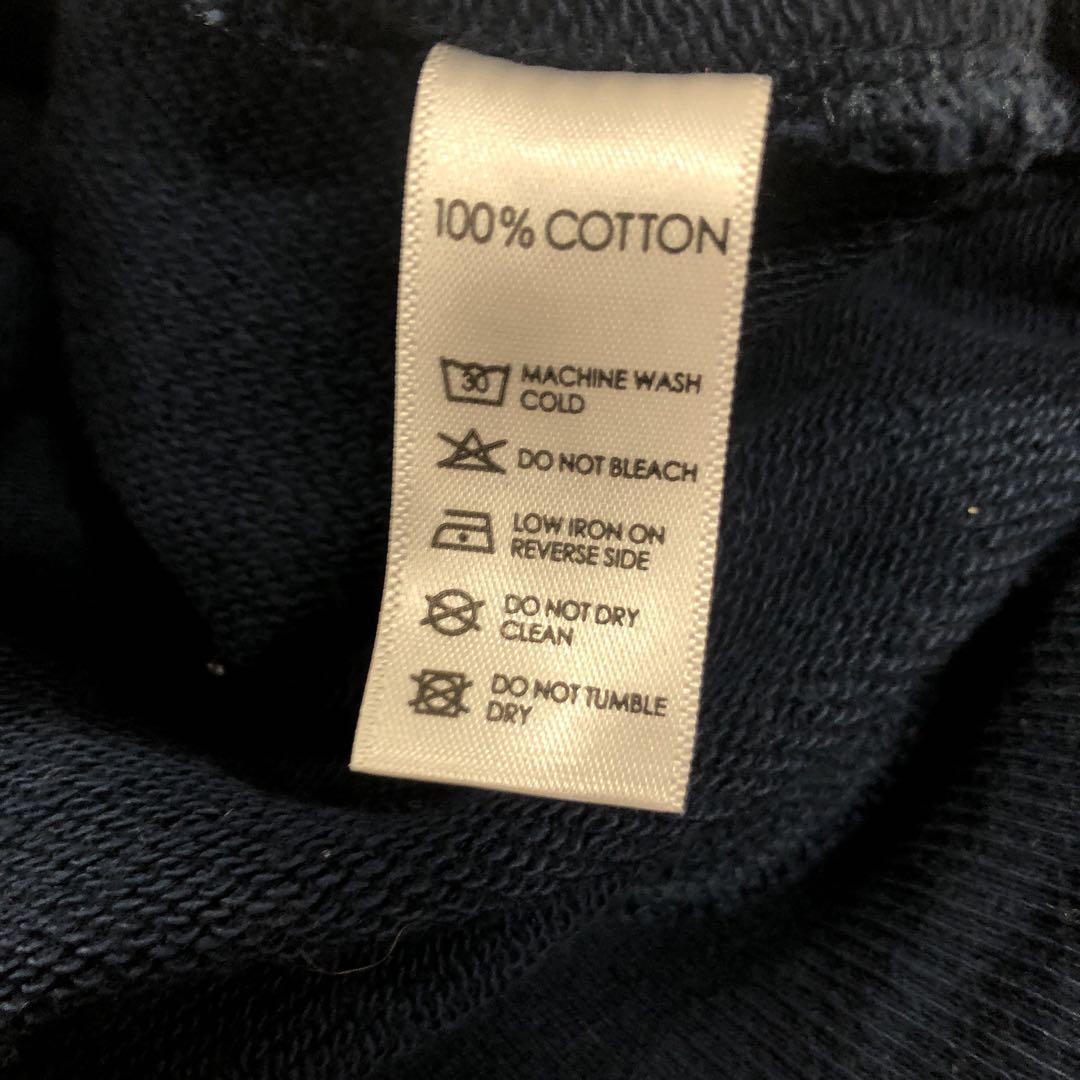 100% COTTON
30 MACHINE WASH
COLD
DO NOT BLEACH
LOW IRON ON
REVERSE SIDE
DO NOT DRY
CLEAN
DO NOT TUMBLE
DRY